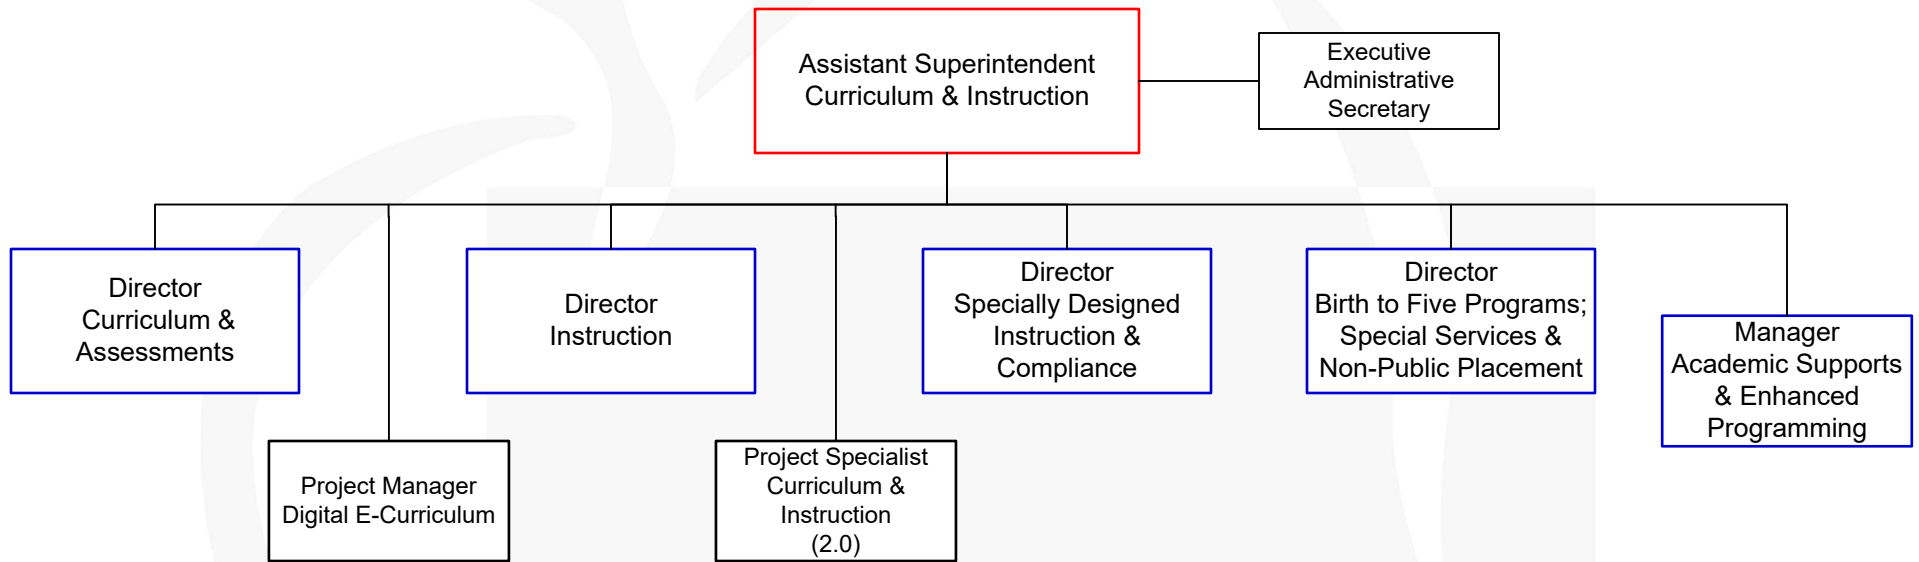 Assistant Superintendent
Curriculum & Instruction
Executive
Administrative
Secretary
Director
Curriculum &
Assessments
Director
Instruction
Director
Specially Designed
Instruction &
Compliance
Director
Birth to Five Programs;
Special Services &
Non-Public Placement
Manager
Academic Supports
& Enhanced
Programming
Project Manager
Digital E-Curriculum
Project Specialist
Curriculum &
Instruction
(2.0)